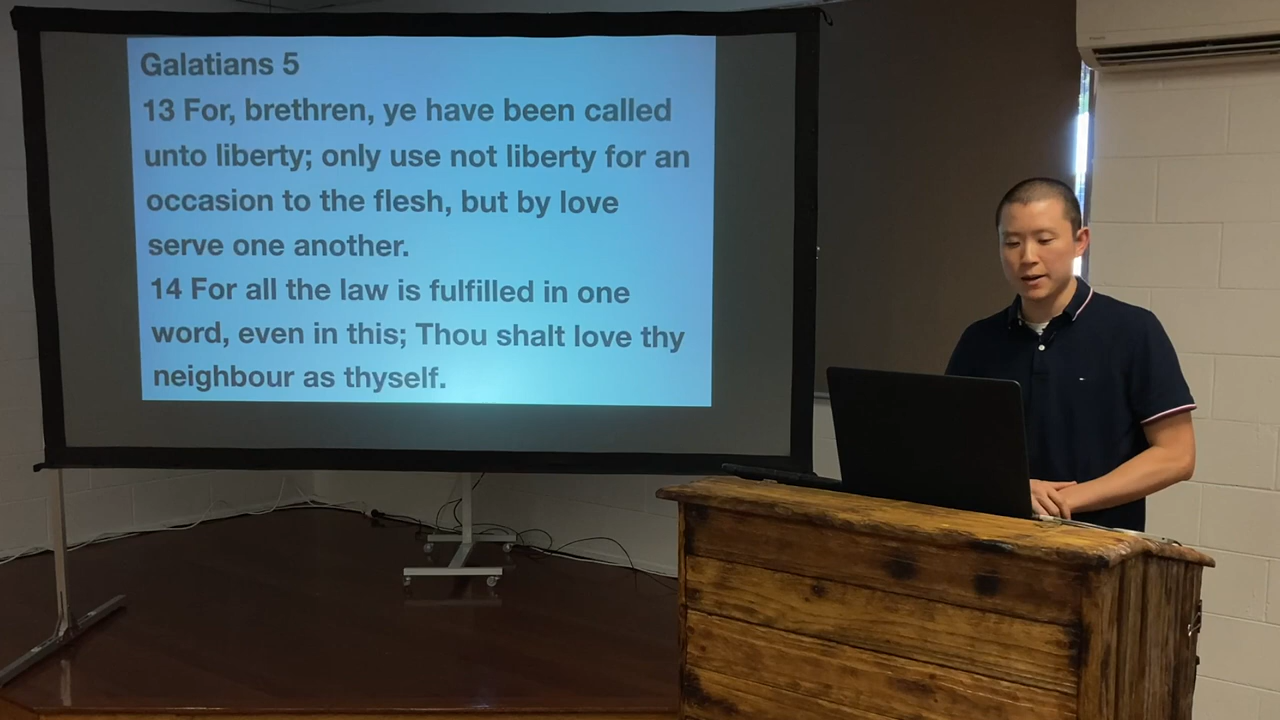 Galatians 5
13 For, brethren, ye have been called
unto liberty; only use not liberty for an
occasion to the flesh, but by love
serve one another.
14 For all the law is fulfilled in one
word, even in this; Thou shalt love thy
neighbour as thyself.